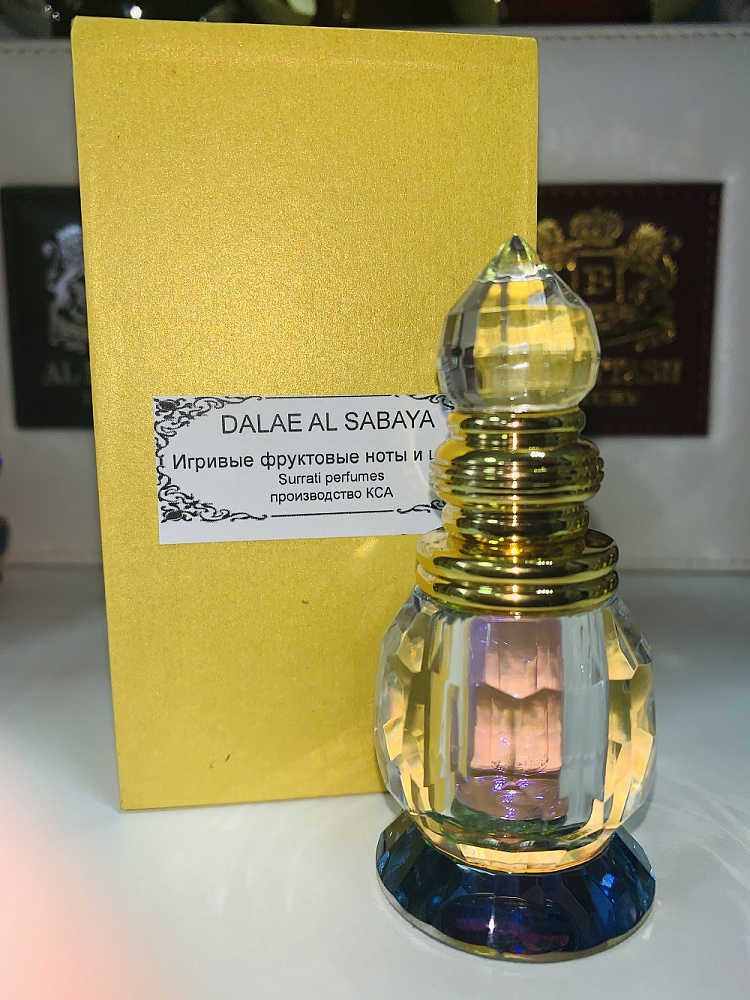 DALAE AL SABAYA
Игривые фруктовые ноты и
Surrati perfumes
производство КСА